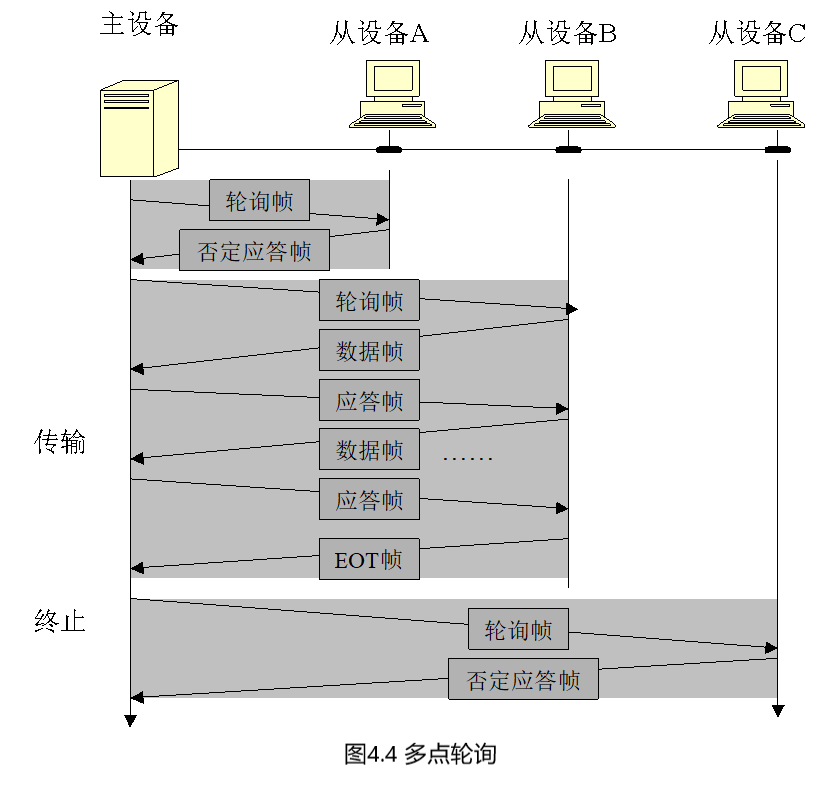 主设备
从设备A
从设备B
从设备C
轮询帧
否定应答帧
轮询帧
数据帧
应答帧
传输
数据帧
......
应答帧
EOT帧
终止
轮询帧
否定应答帧
图4.4 多点轮询